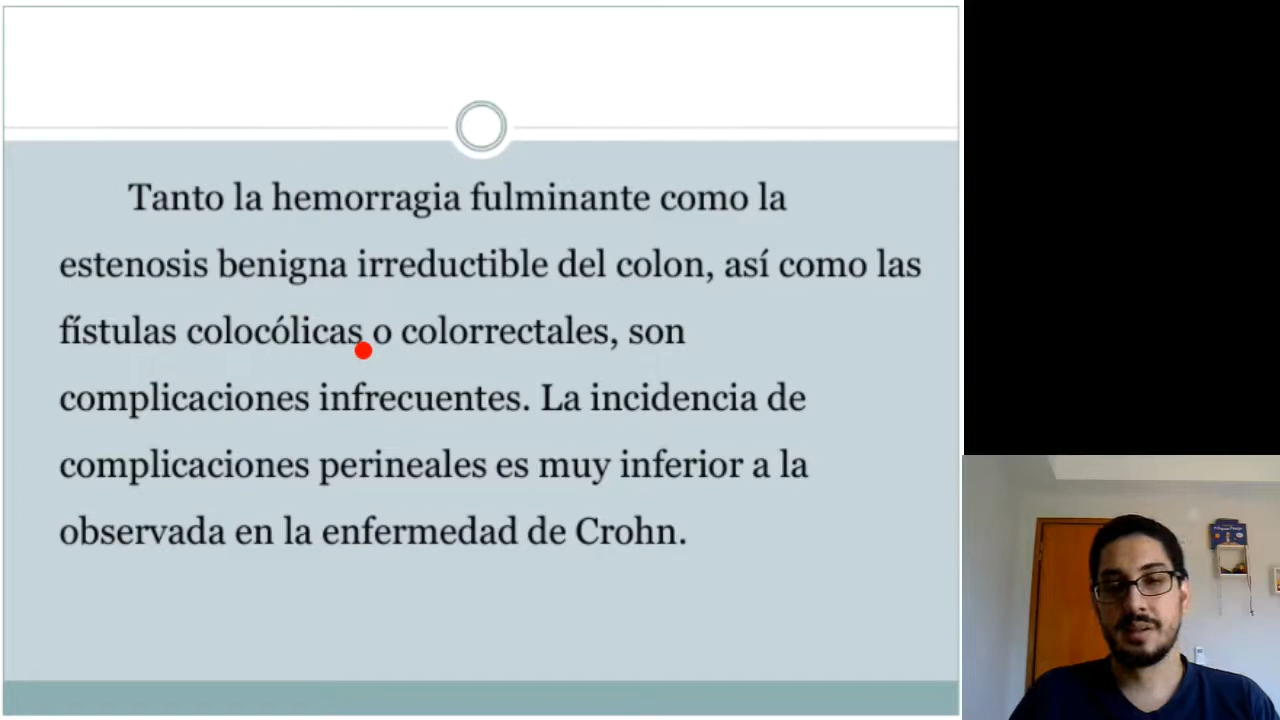 Tanto la hemorragia fulminante como la
estenosis benigna irreductible del colon, así como las
fístulas colocólicas o colorrectales, son
complicaciones infrecuentes. La incidencia de
complicaciones perineales es muy inferior a la
observada en la enfermedad de Crohn.